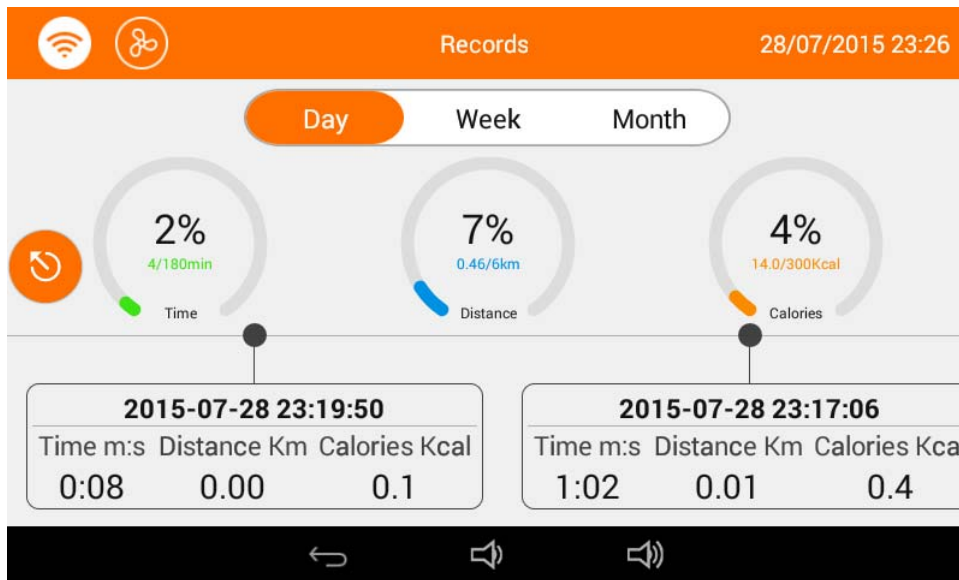 Records 28/07/2015 23:26
Day Week Month
2% 7% 4%
4/180min 0.46/6km 14.0/300Kcal
Time Distance Calories
2015-07-28 23:19:50 2015-07-28 23:17:06
Time m:s Distance Km Calories Kcal Time m:s Distance Km Calories Kca
0:08 0.00 0.1 1:02 0.01 0.4